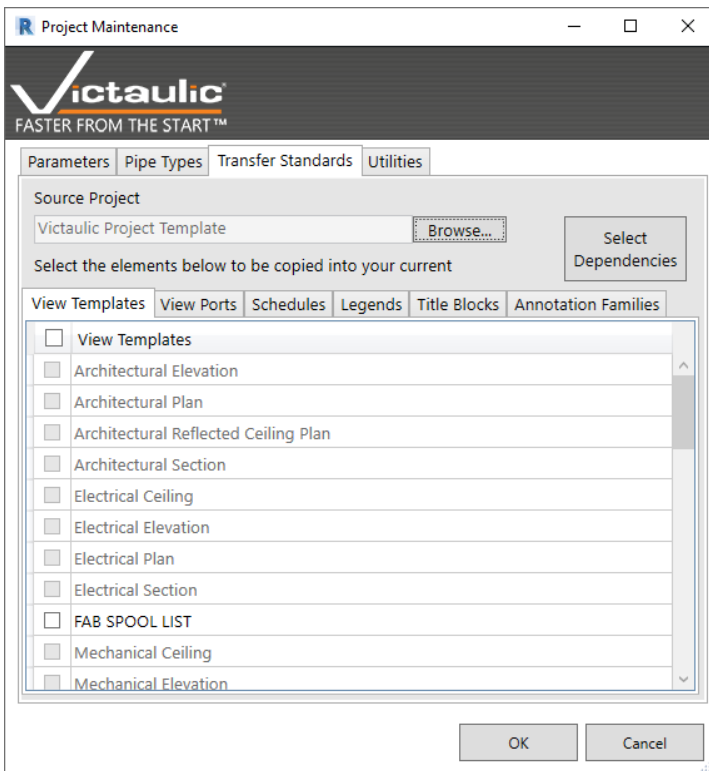 Project Maintenance
Victaulic®
FASTER FROM THE START™
Parameters Pipe Types Transfer Standards Utilities
Source Project
Victaulic Project Template Browse... Select Dependencies
Select the elements below to be copied into your current
View Templates View Ports Schedules Legends Title Blocks Annotation Families
View Templates
Architectural Elevation
Architectural Plan
Architectural Reflected Ceiling Plan
Architectural Section
Electrical Ceiling
Electrical Elevation
Electrical Plan
Electrical Section
FAB SPOOL LIST
Mechanical Ceiling
Mechanical Elevation
OK Cancel